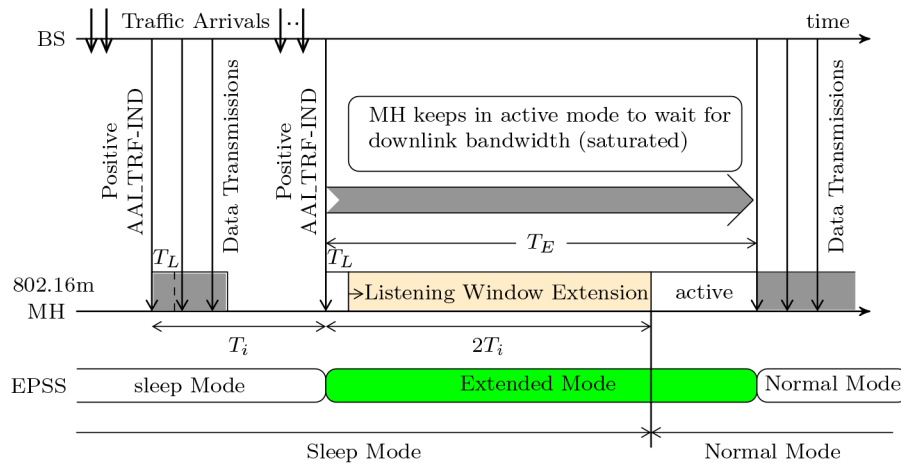 Traffic Arrivals
time
BS
Positive
AAI_TRF-IND
Data Transmissions
Positive
AAI_TRF-IND
MH keeps in active mode to wait for
downlink bandwidth (saturated)
Data Transmissions
T_E
T_L
T_L
802.16m
MH
Listening Window Extension
active
T_i
2T_i
EPSS
sleep Mode
Extended Mode
Normal Mode
Sleep Mode
Normal Mode